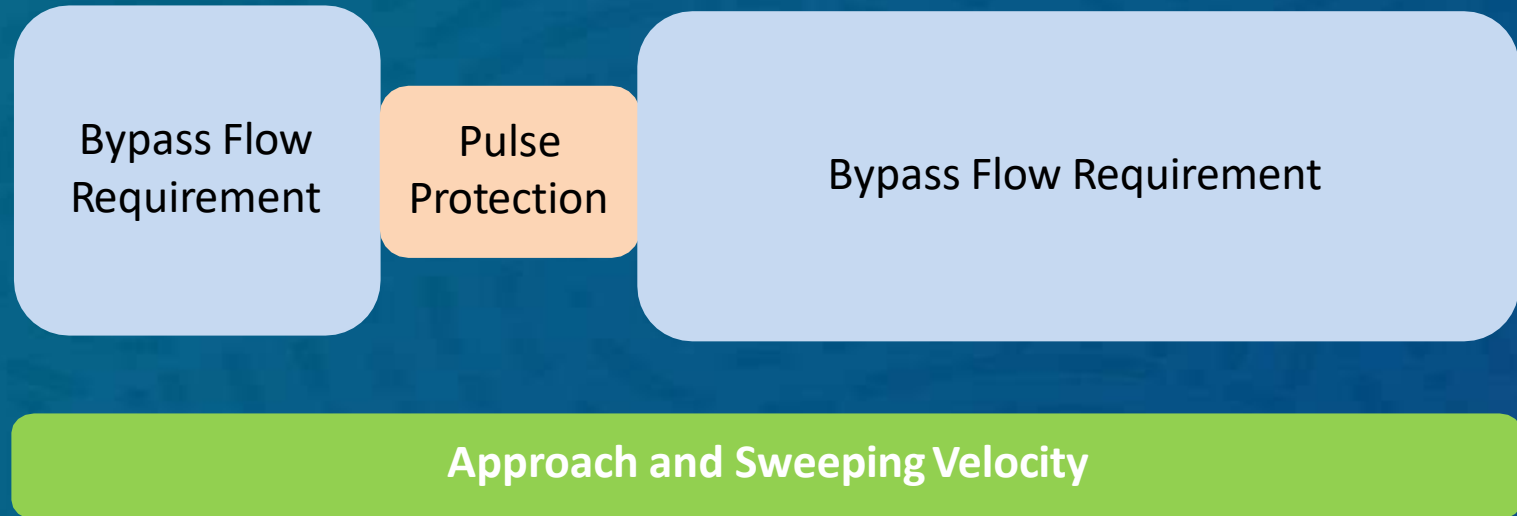 Bypass Flow
Requirement
Pulse
Protection
Bypass Flow Requirement
Approach and Sweeping Velocity